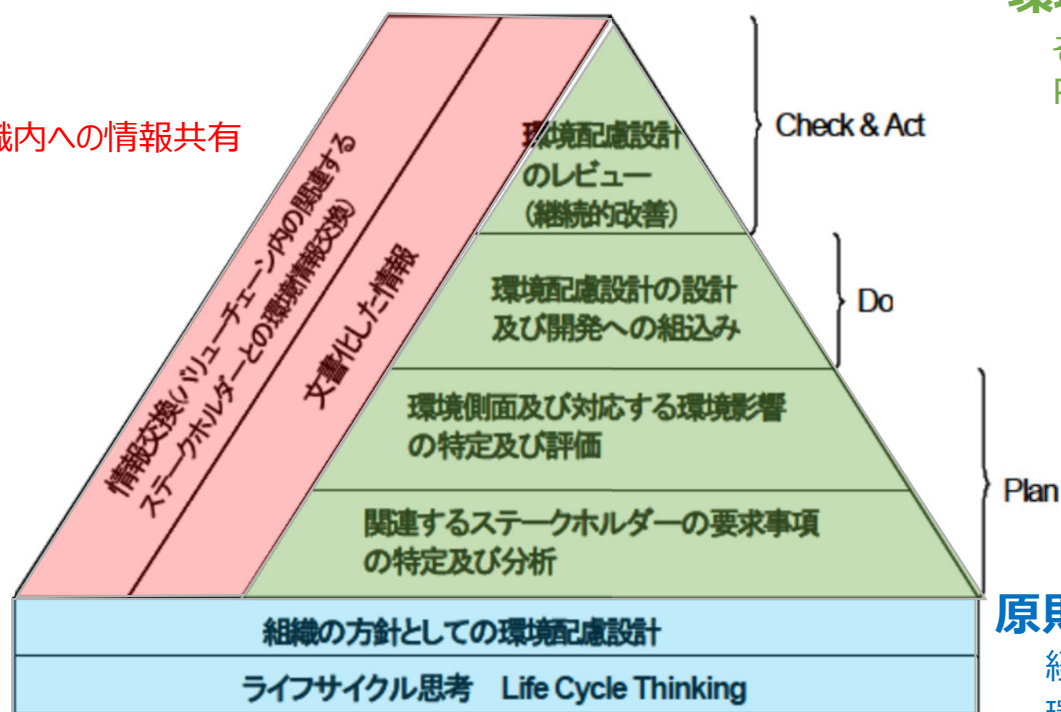 環
職内への情報共有
情報交換(バリューチェーン内の関連する
ステークホルダーとの環境情報交換)
文書化した情報
環境配慮設計
のレビュー
(継続的改善)
Check & Act
環境配慮設計の設計
及び開発への組込み
Do
環境側面及び対応する環境影響
の特定及び評価
関連するステークホルダーの要求事項
の特定及び分析
Plan
組織の方針としての環境配慮設計
ライフサイクル思考 Life Cycle Thinking
原則